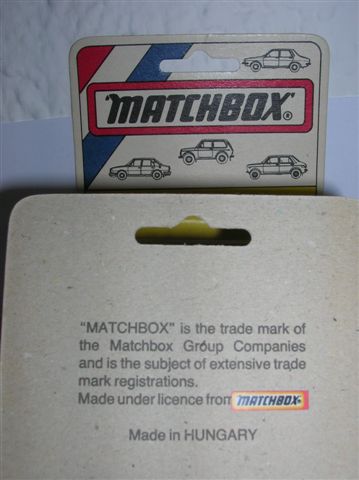 MATCHBOX®
"MATCHBOX" is the trade mark of
the Matchbox Group Companies
and is the subject of extensive trade
mark registrations.
Made under licence from MATCHBOX®
Made in HUNGARY